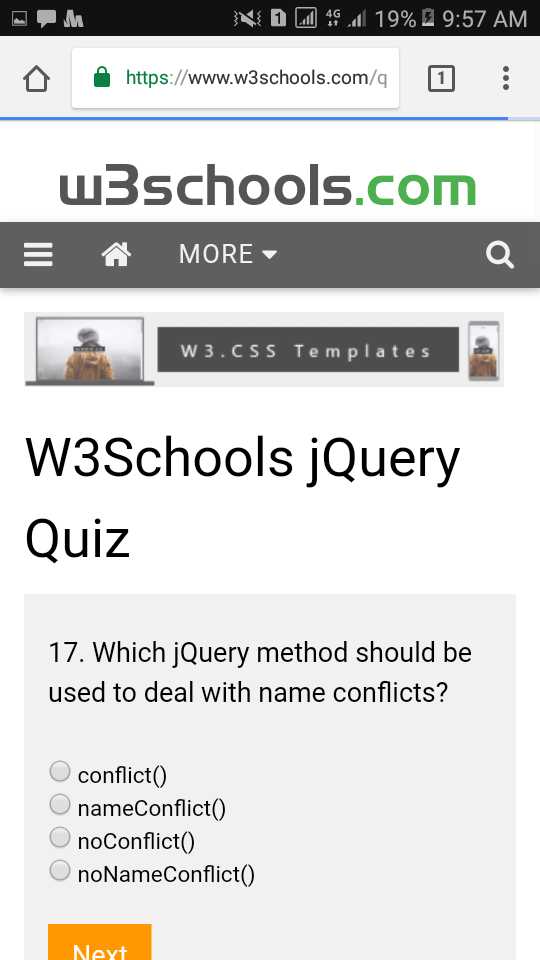 1 4G 19% 9:57 AM
https://www.w3schools.com/q 1
w3schools.com
MORE
W3.CSS Templates
W3Schools jQuery
Quiz
17. Which jQuery method should be
used to deal with name conflicts?
conflict()
nameConflict()
noConflict()
noNameConflict()
Next